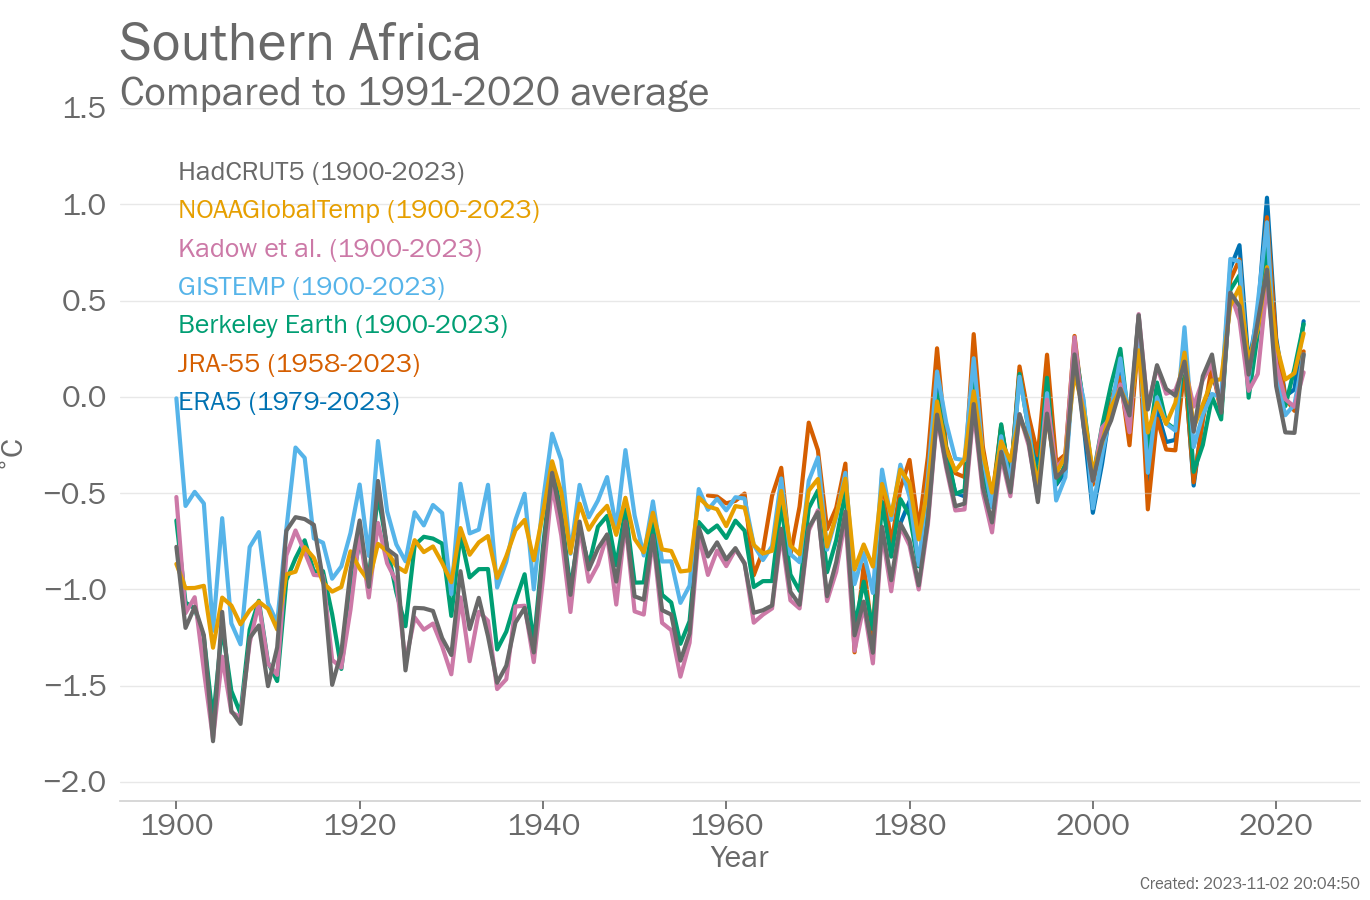 Southern Africa
Compared to 1991-2020 average
1.5
HadCRUT5 (1900-2023)
1.0
NOAAGlobalTemp (1900-2023)
Kadow et al. (1900-2023)
GISTEMP (1900-2023)
0.5
Berkeley Earth (1900-2023)
JRA-55 (1958-2023)
0.0
ERA5 (1979-2023)
°C
−0.5
−1.0
−1.5
−2.0
1900 1920 1940 1960 1980 2000 2020
Year
Created: 2023-11-02 20:04:50